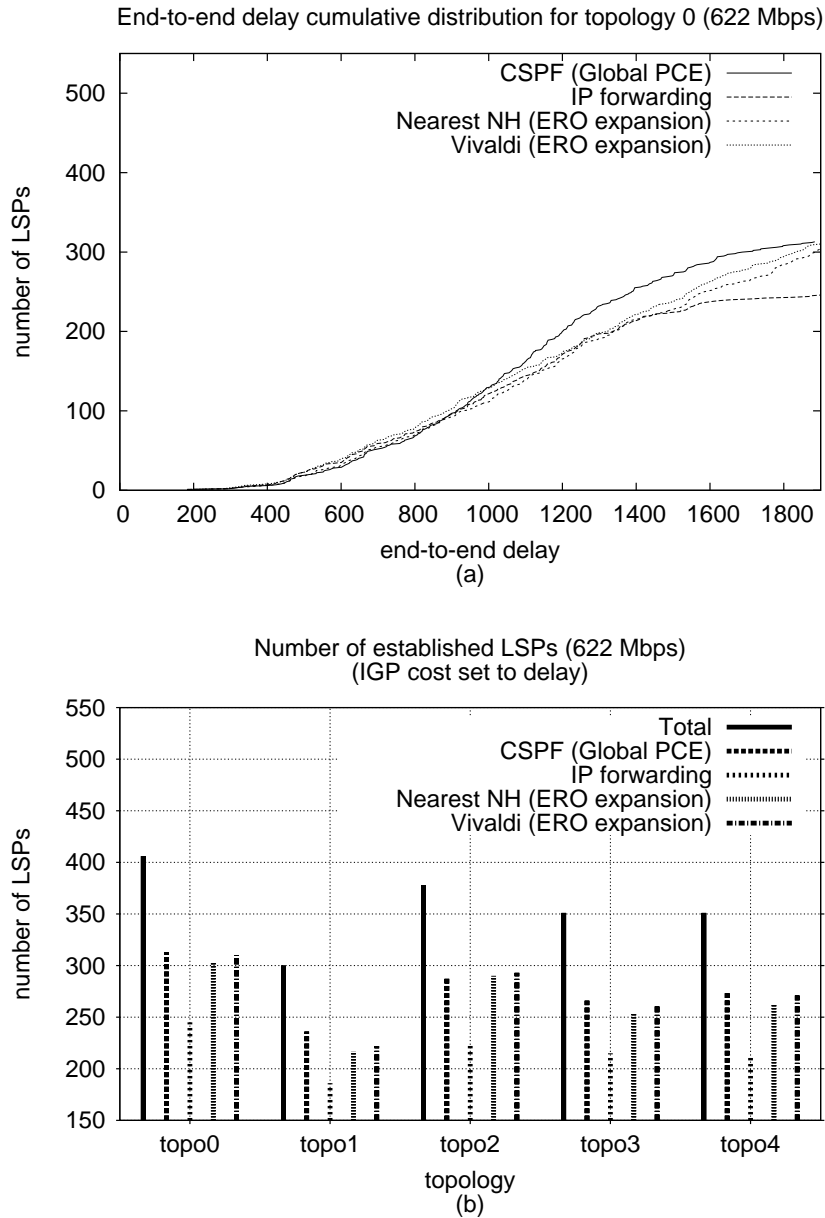 End-to-end delay cumulative distribution for topology 0 (622 Mbps)
CSPF (Global PCE)
IP forwarding
Nearest NH (ERO expansion)
Vivaldi (ERO expansion)
number of LSPs
500
400
300
200
100
0
0 200 400 600 800 1000 1200 1400 1600 1800
end-to-end delay
(a)
Number of established LSPs (622 Mbps)
(IGP cost set to delay)
Total
CSPF (Global PCE)
IP forwarding
Nearest NH (ERO expansion)
Vivaldi (ERO expansion)
number of LSPs
550
500
450
400
350
300
250
200
150
topo0 topo1 topo2 topo3 topo4
topology
(b)